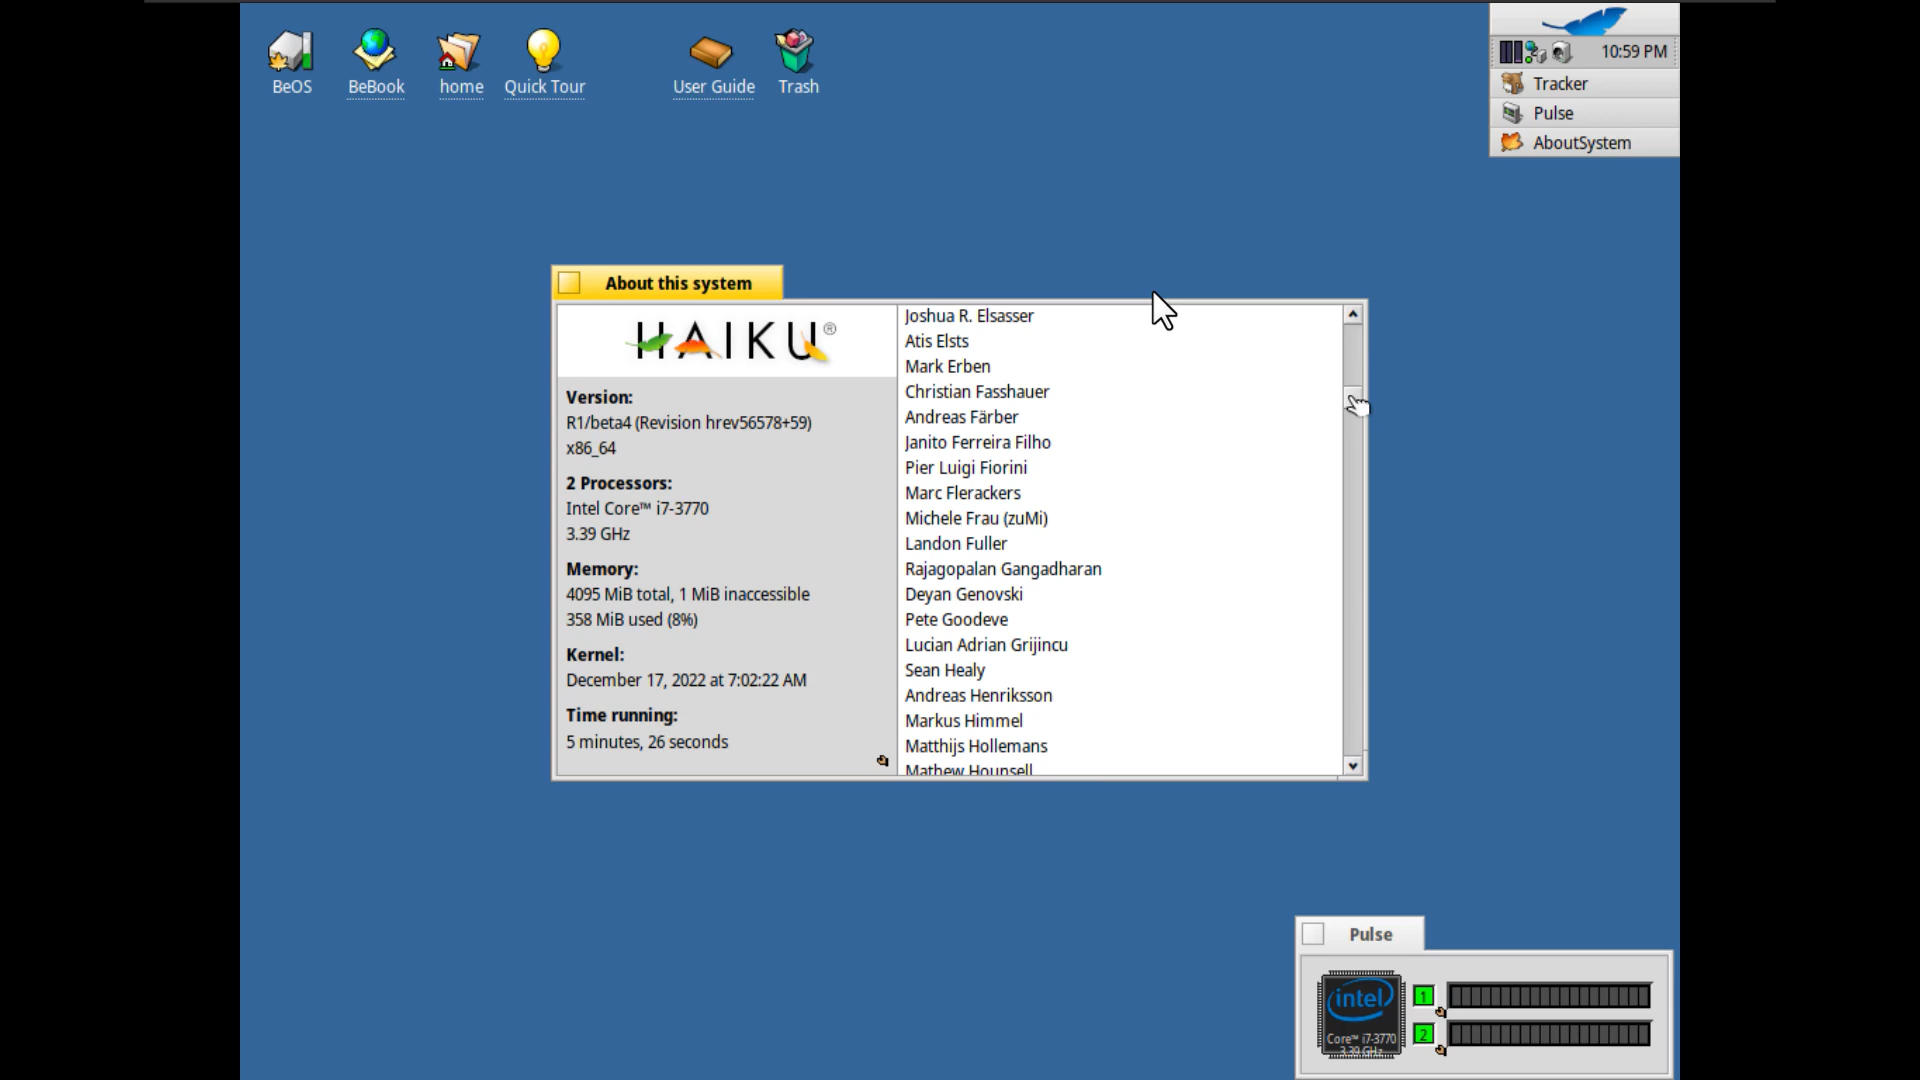 BeOS
BeBook
home
Quick Tour
User Guide
Trash
10:59 PM
Tracker
Pulse
AboutSystem
About this system
HAIKU®
Version:
R1/beta4 (Revision hrev56578+59)
x86_64
2 Processors:
Intel Core™ i7-3770
3.39 GHz
Memory:
4095 MiB total, 1 MiB inaccessible
358 MiB used (8%)
Kernel:
December 17, 2022 at 7:02:22 AM
Time running:
5 minutes, 26 seconds
Joshua R. Elsasser
Atis Elsts
Mark Erben
Christian Fasshauer
Andreas Färber
Janito Ferreira Filho
Pier Luigi Fiorini
Marc Flerackers
Michele Frau (zuMi)
Landon Fuller
Rajagopalan Gangadharan
Deyan Genovski
Pete Goodeve
Lucian Adrian Grijincu
Sean Healy
Andreas Henriksson
Markus Himmel
Matthijs Hollemans
Mathew Hounsell
Pulse
intel
Core™ i7-3770
3.39 GHz
1
2